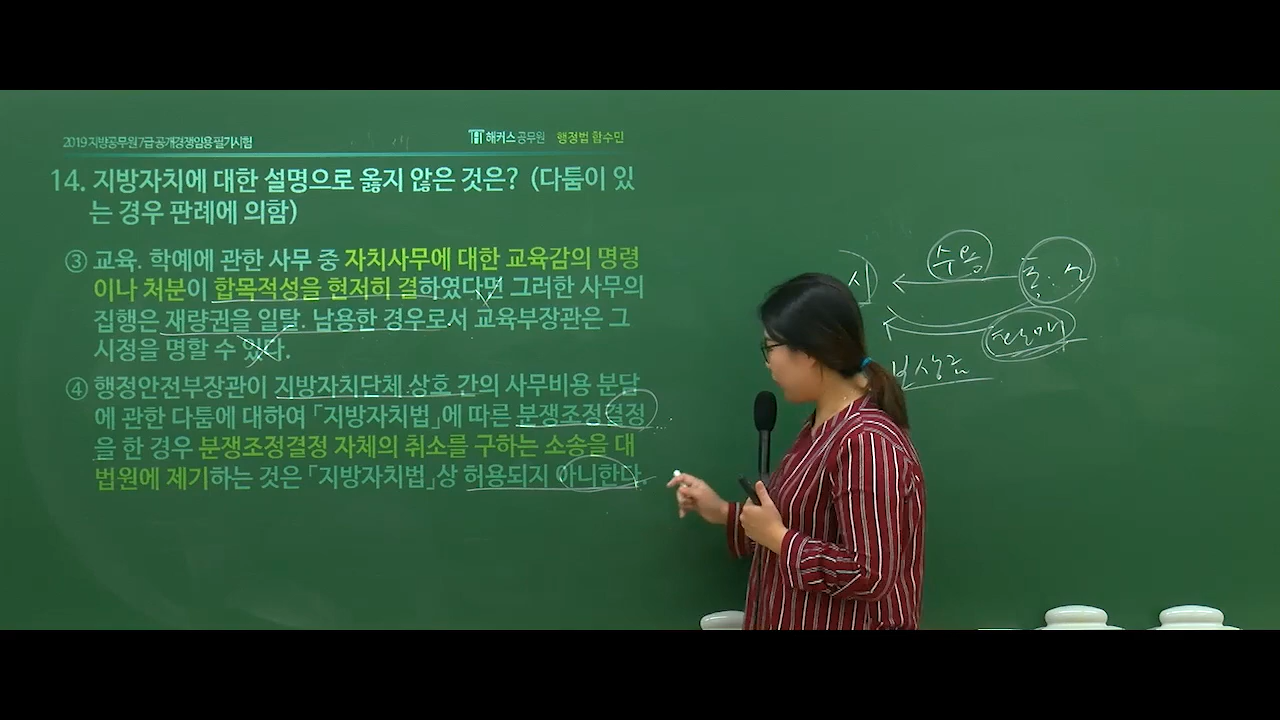 2019 지방공무원 7급 공개경쟁임용 필기시험
해커스공무원 행정법 함수민
14. 지방자치에 대한 설명으로 옳지 않은 것은? (다툼이 있
는 경우 판례에 의함)
③ 교육. 학예에 관한 사무 중 자치사무에 대한 교육감의 명령
이나 처분이 합목적성을 현저히 결하였다면 그러한 사무의
집행은 재량권을 일탈. 남용한 경우로서 교육부장관은 그
시정을 명할 수 있다.
④ 행정안전부장관이 지방자치단체 상호 간의 사무비용 분담
에 관한 다툼에 대하여 「지방자치법」에 따른 분쟁조정결정
을 한 경우 분쟁조정결정 자체의 취소를 구하는 소송을 대
법원에 제기하는 것은 「지방자치법」상 허용되지 아니한다
시
수용
보상금